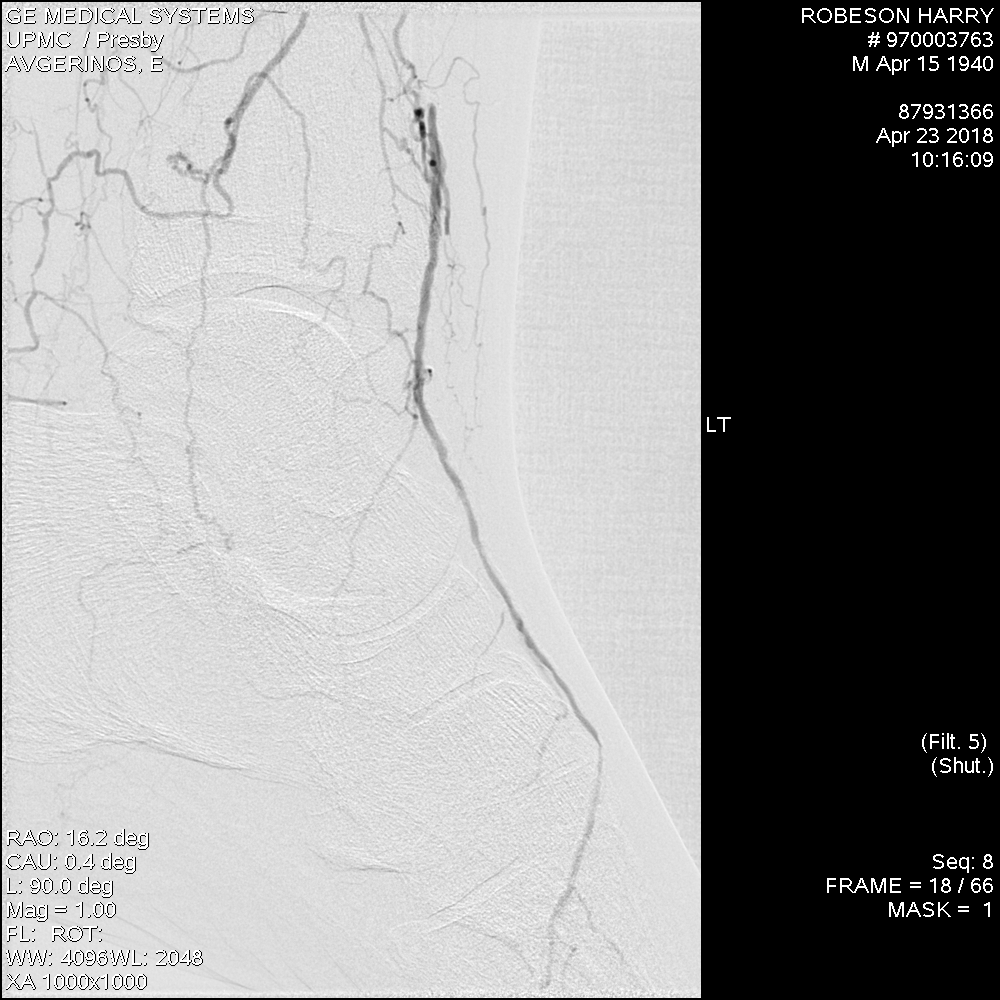 GE MEDICAL SYSTEMS
UPMC / Presby
AVGERINOS, E
ROBESON HARRY
# 970003763
M Apr 15 1940
87931366
Apr 23 2018
10:16:09
LT
(Filt. 5)
(Shut.)
RAO: 16.2 deg
CAU: 0.4 deg
L: 90.0 deg
Mag = 1.00
FL: ROT:
WW: 4096WL: 2048
XA 1000x1000
Seq: 8
FRAME = 18 / 66
MASK = 1